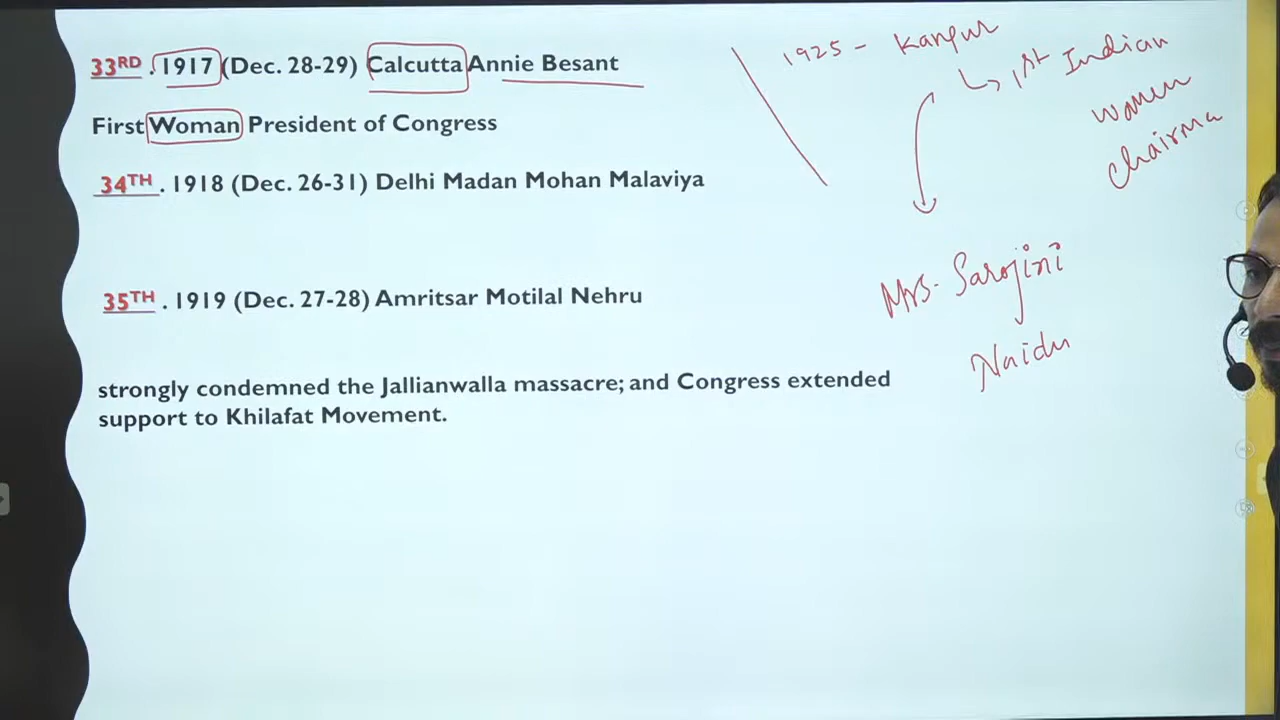 33RD . 1917 (Dec. 28-29) Calcutta Annie Besant
First Woman President of Congress
34TH . 1918 (Dec. 26-31) Delhi Madan Mohan Malaviya
35TH . 1919 (Dec. 27-28) Amritsar Motilal Nehru
strongly condemned the Jallianwalla massacre; and Congress extended
support to Khilafat Movement.
1925 - Kanpur
1st Indian
women
chairma
Mrs. Sarojini
Naidu